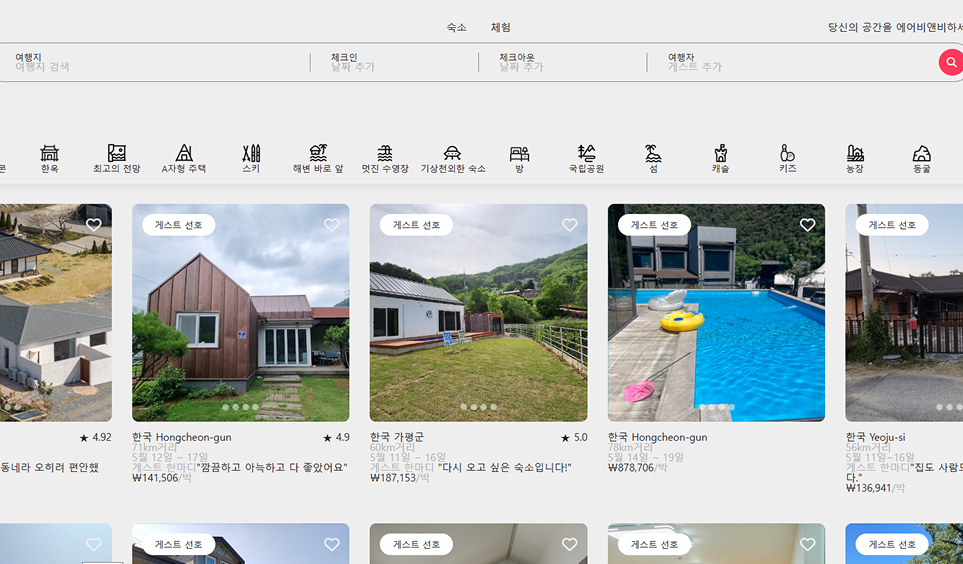 숙소 체험 당신의 공간을 에어비앤비하세
여행지 체크인 체크아웃 여행자
여행지 검색 날짜 추가 날짜 추가 게스트 추가
콘 한옥 최고의 전망 A자형 주택 스키 해변 바로 앞 멋진 수영장 기상천외한 숙소 방 국립공원 섬 캐슬 키즈 농장 동굴
게스트 선호 게스트 선호 게스트 선호 게스트 선호
★ 4.92
동네라 오히려 편안했
한국 Hongcheon-gun ★ 4.9
71km거리
5월 12일 ~ 17일
게스트 한마디"깔끔하고 아늑하고 다 좋았어요"
₩141,506/박
한국 가평군 ★ 5.0
60km거리
5월 11일 ~ 16일
게스트 한마디 "다시 오고 싶은 숙소입니다!"
₩187,153/박
한국 Hongcheon-gun
78km거리
5월 14일 ~ 19일
₩878,706/박
한국 Yeoju-si
56km거리
5월 11일~16일
게스트 한마디"집도 사람도
다."
₩136,941/박
게스트 선호 게스트 선호 게스트 선호 게스트 선호